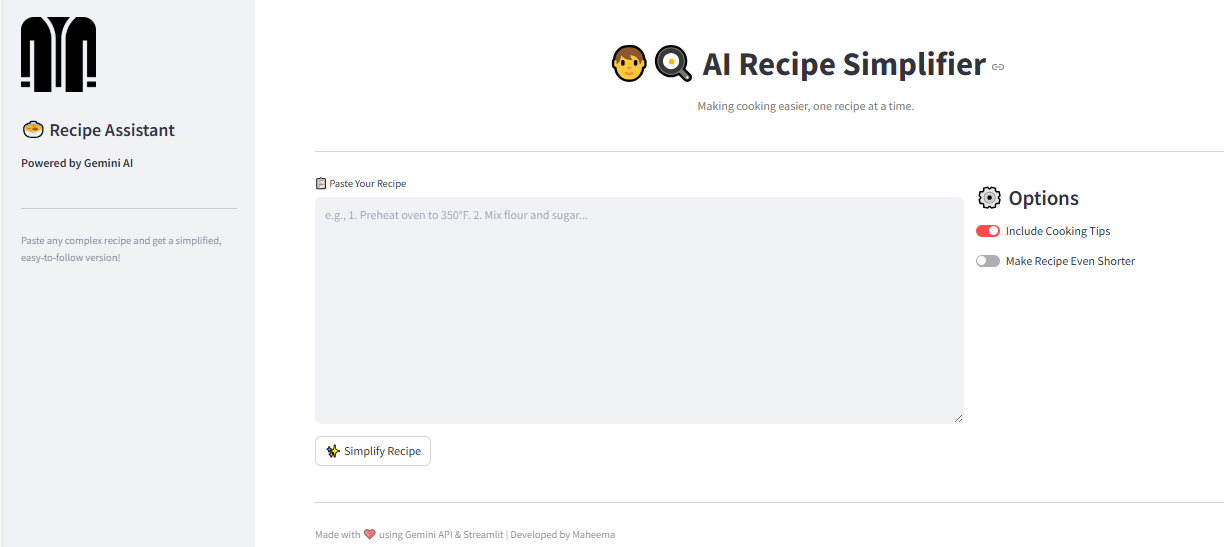 Recipe Assistant
Powered by Gemini AI
Paste any complex recipe and get a simplified,
easy-to-follow version!
AI Recipe Simplifier
Making cooking easier, one recipe at a time.
Paste Your Recipe
e.g., 1. Preheat oven to 350°F. 2. Mix flour and sugar...
Options
Include Cooking Tips
Make Recipe Even Shorter
Simplify Recipe
Made with ❤️ using Gemini API & Streamlit | Developed by Maheema